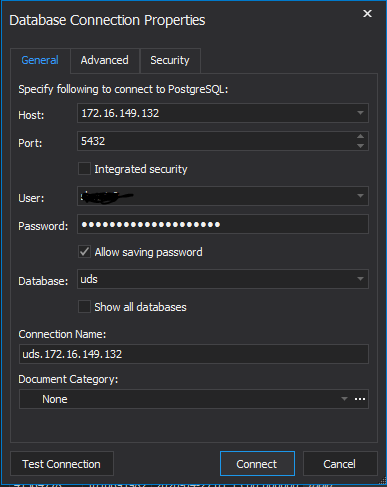 Database Connection Properties
General Advanced Security
Specify following to connect to PostgreSQL:
Host: 172.16.149.132
Port: 5432
Integrated security
User:
Password: ●●●●●●●●●●●●●●●●●●●●
Allow saving password
Database: uds
Show all databases
Connection Name:
uds.172.16.149.132
Document Category:
None
Test Connection Connect Cancel